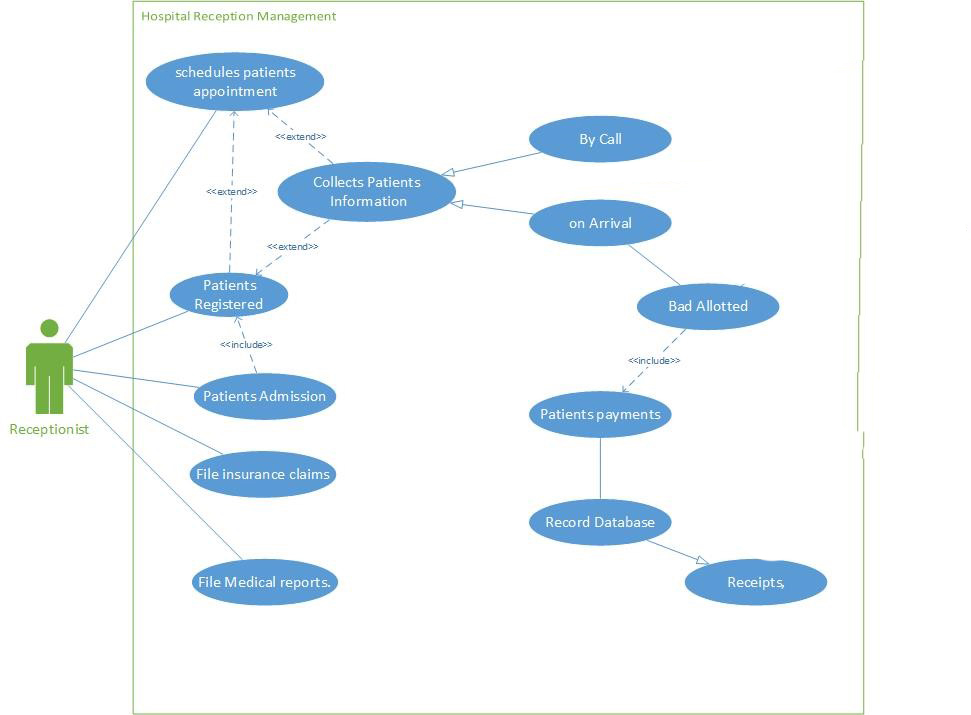 Hospital Reception Management
schedules patients
appointment
<<extend>>
By Call
<<extend>>
Collects Patients
Information
on Arrival
<<extend>>
Patients
Registered
Bad Allotted
<<include>>
<<include>>
Patients Admission
Patients payments
Receptionist
File insurance claims
Record Database
File Medical reports.
Receipts,